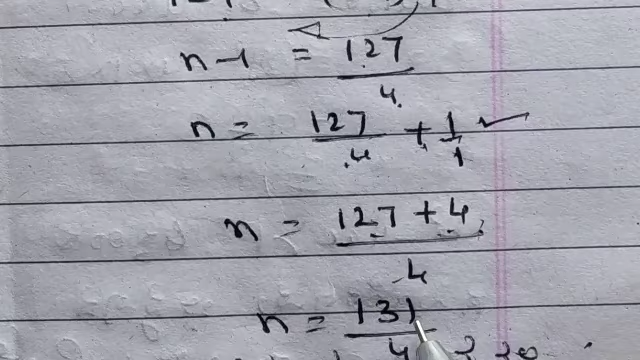 n-1 = 127/4
n = 127/4 + 1/1 ✓
n = 127+4/4
n = 131/4